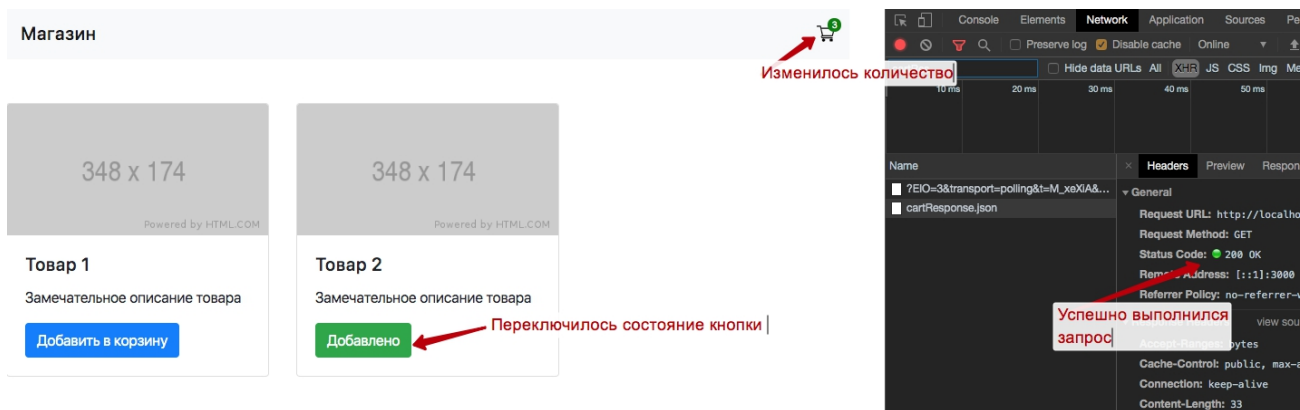 Магазин
3
Изменилось количество
348 x 174
Powered by HTML.COM
Товар 1
Замечательное описание товара
Добавить в корзину
348 x 174
Powered by HTML.COM
Товар 2
Замечательное описание товара
Добавлено
Переключилось состояние кнопки
Console Elements Network Application Sources Pe
Preserve log Disable cache Online
Hide data URLs All XHR JS CSS Img Me
10 ms 20 ms 30 ms 40 ms 50 ms
Name
?EIO=3&transport=polling&t=M_xeXiA&...
cartResponse.json
× Headers Preview Respon
General
Request URL: http://localho
Request Method: GET
Status Code: 200 OK
Remote Address: [::1]:3000
Referrer Policy: no-referrer-w
Успешно выполнился
запрос
view sou
Accept-Ranges: bytes
Cache-Control: public, max-a
Connection: keep-alive
Content-Length: 33